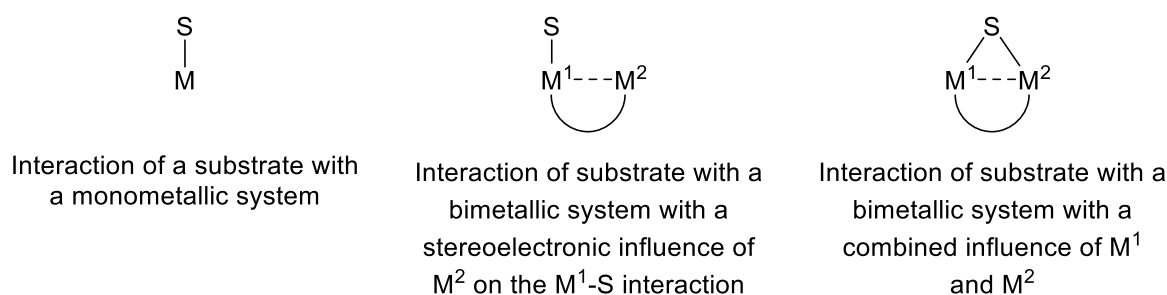 S
M
Interaction of a substrate with
a monometallic system
S
M1---M2
Interaction of substrate with a
bimetallic system with a
stereoelectronic influence of
M2 on the M1-S interaction
S
M1---M2
Interaction of substrate with a
bimetallic system with a
combined influence of M1
and M2